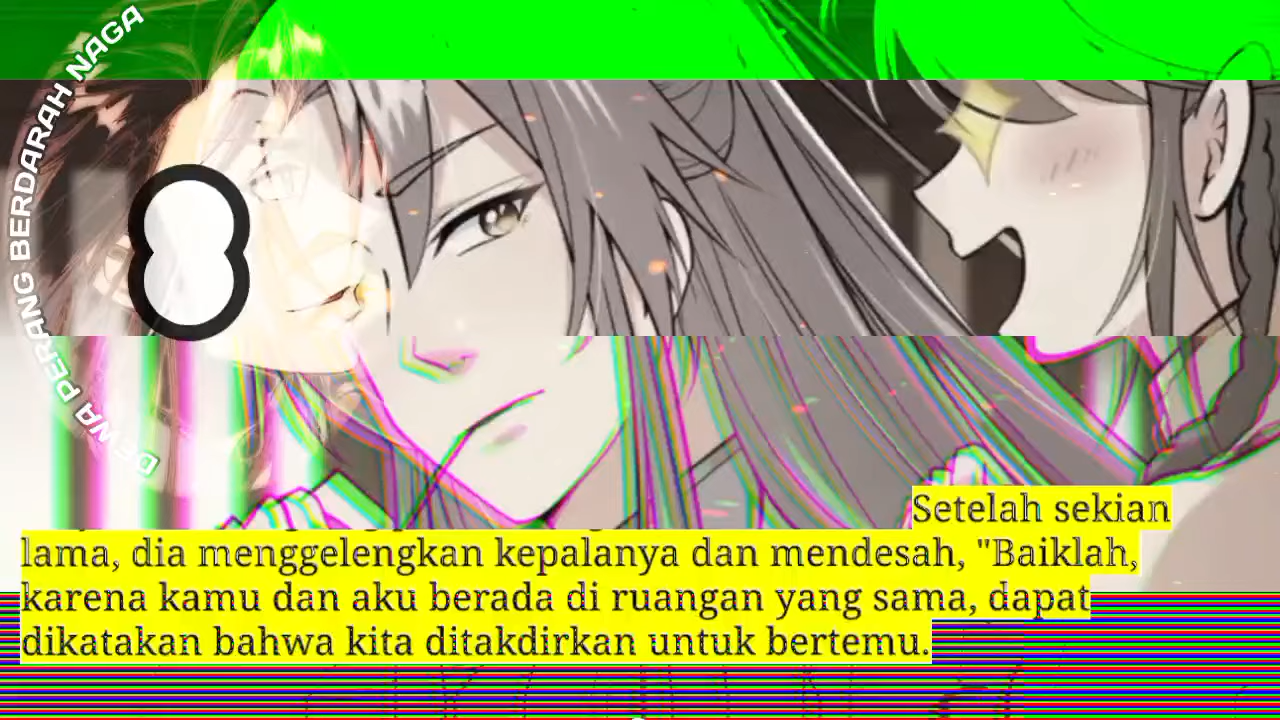 DEWA PERANG BERDARAH NAGA
8
Setelah sekian
lama, dia menggelengkan kepalanya dan mendesah, "Baiklah,
karena kamu dan aku berada di ruangan yang sama, dapat
dikatakan bahwa kita ditakdirkan untuk bertemu.